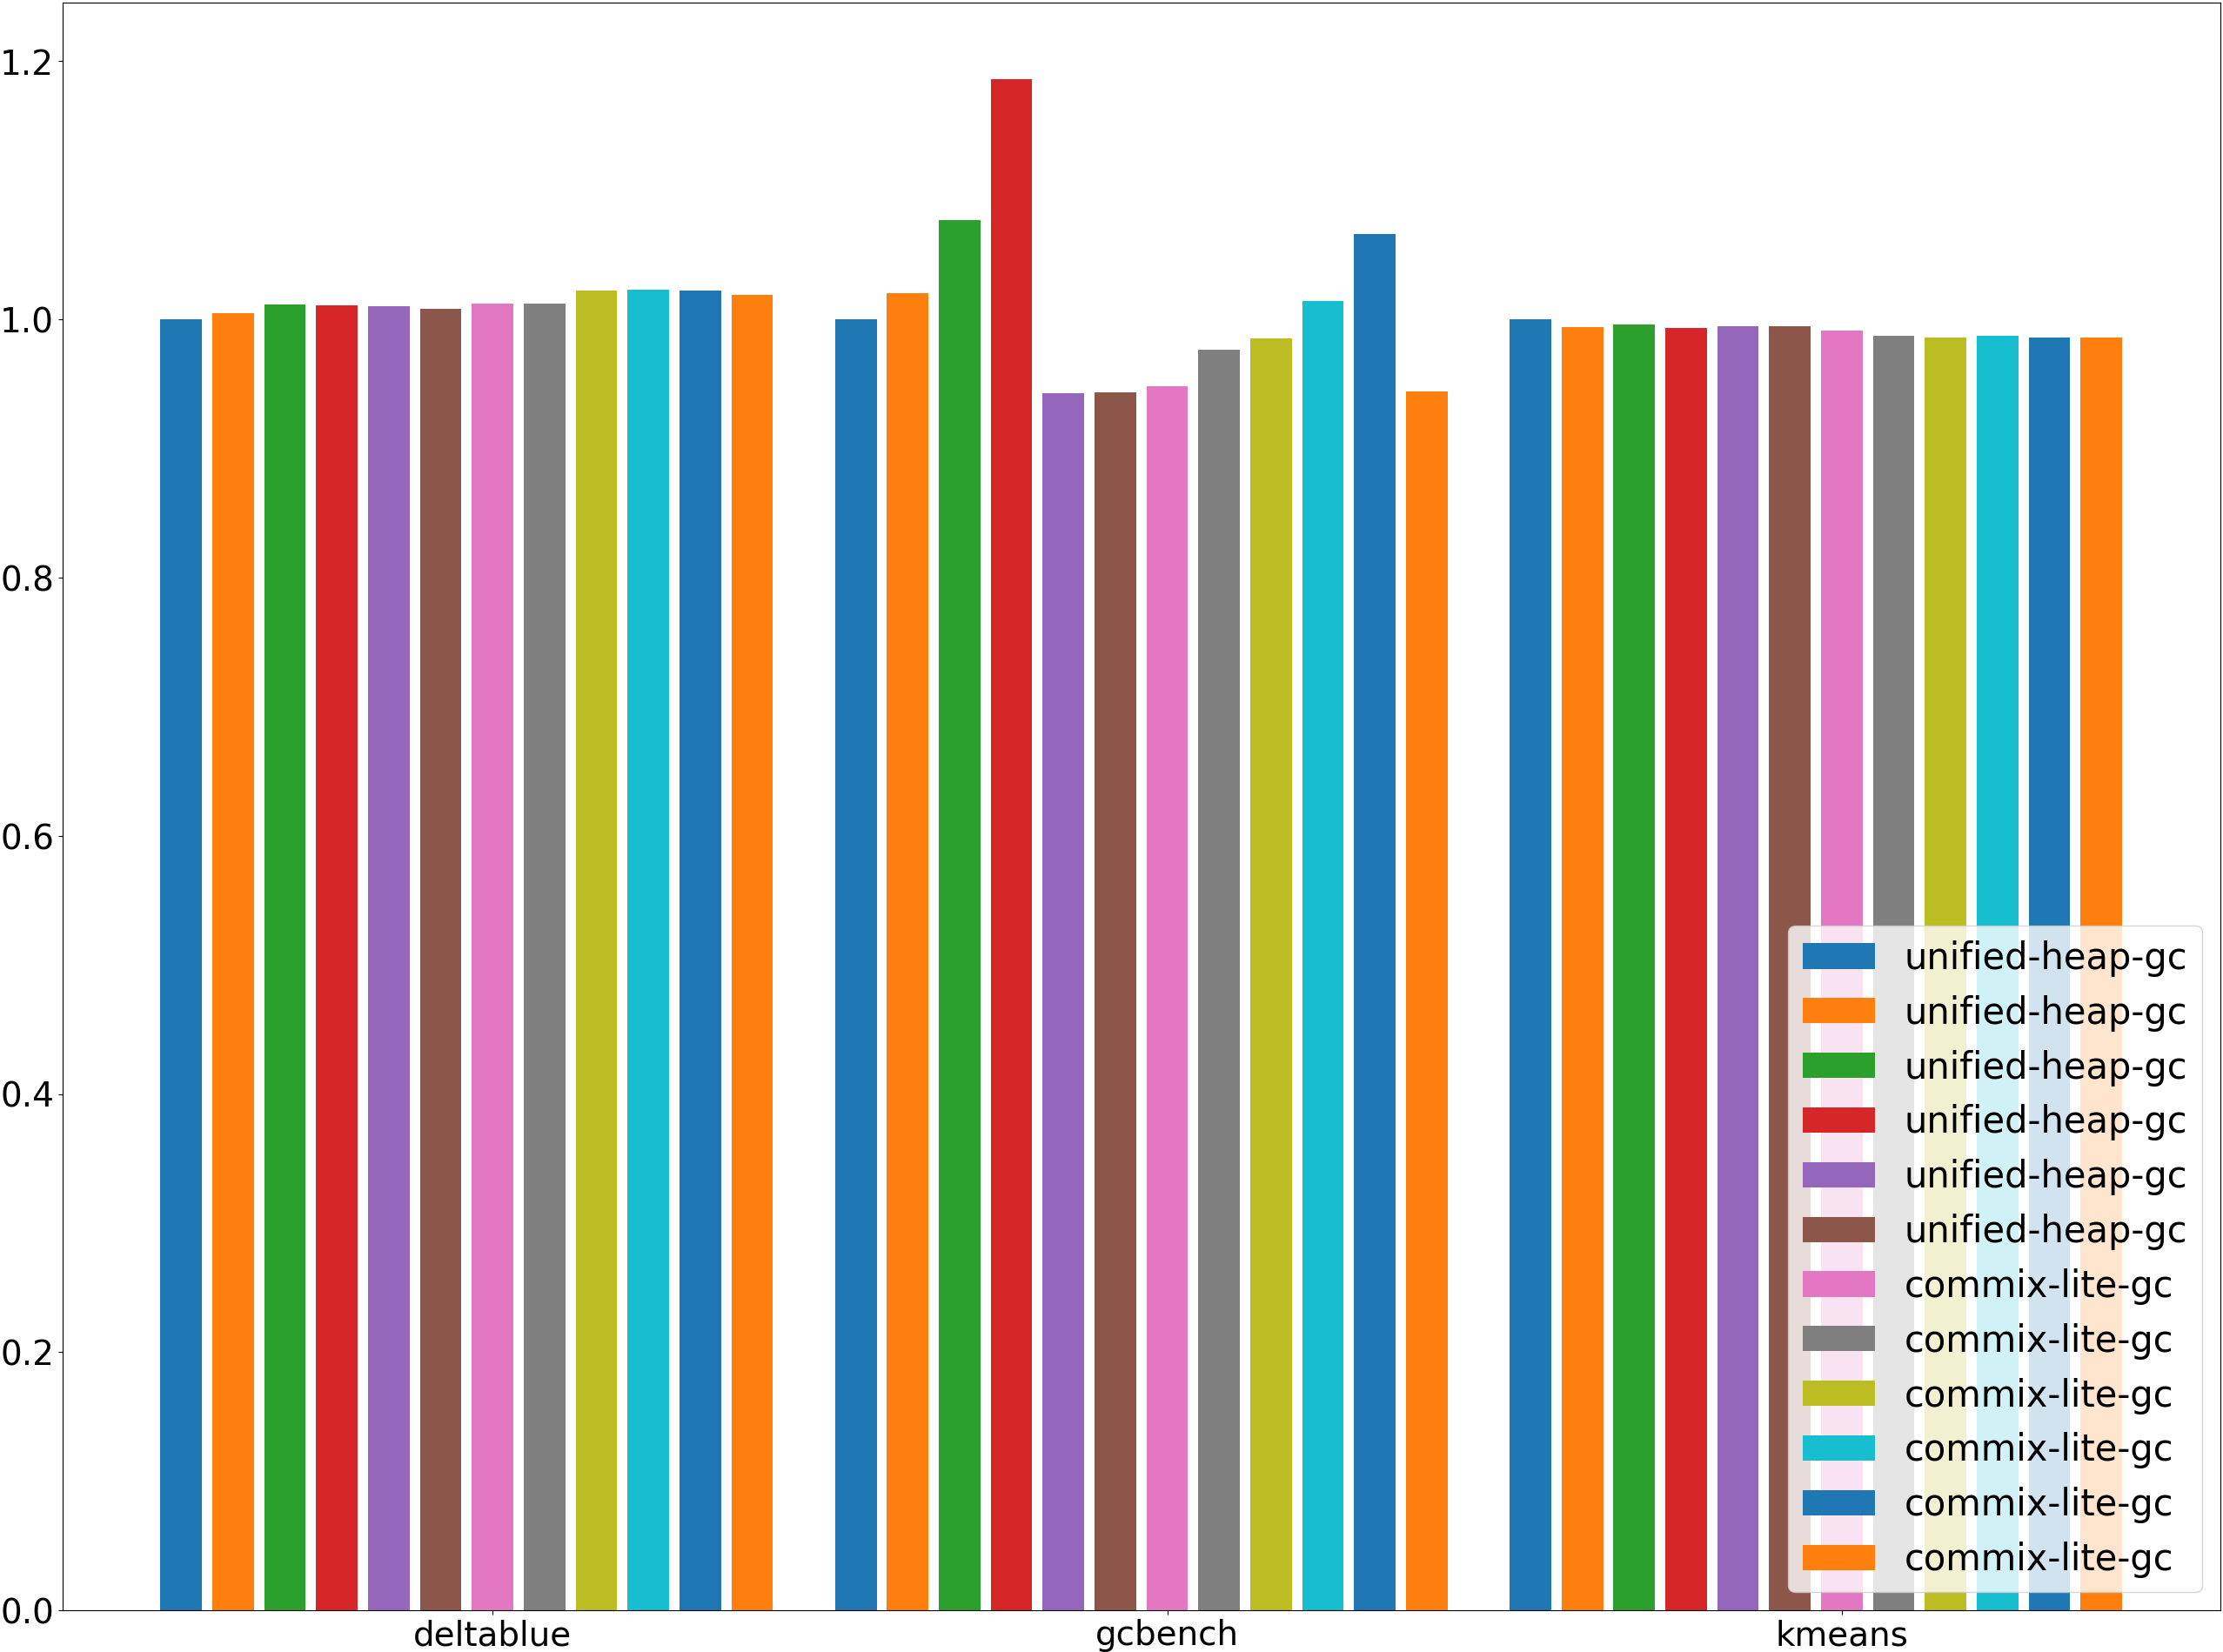 1.2
1.0
0.8
0.6
0.4
0.2
0.0
deltablue
gcbench
kmeans
unified-heap-gc
unified-heap-gc
unified-heap-gc
unified-heap-gc
unified-heap-gc
unified-heap-gc
commix-lite-gc
commix-lite-gc
commix-lite-gc
commix-lite-gc
commix-lite-gc
commix-lite-gc